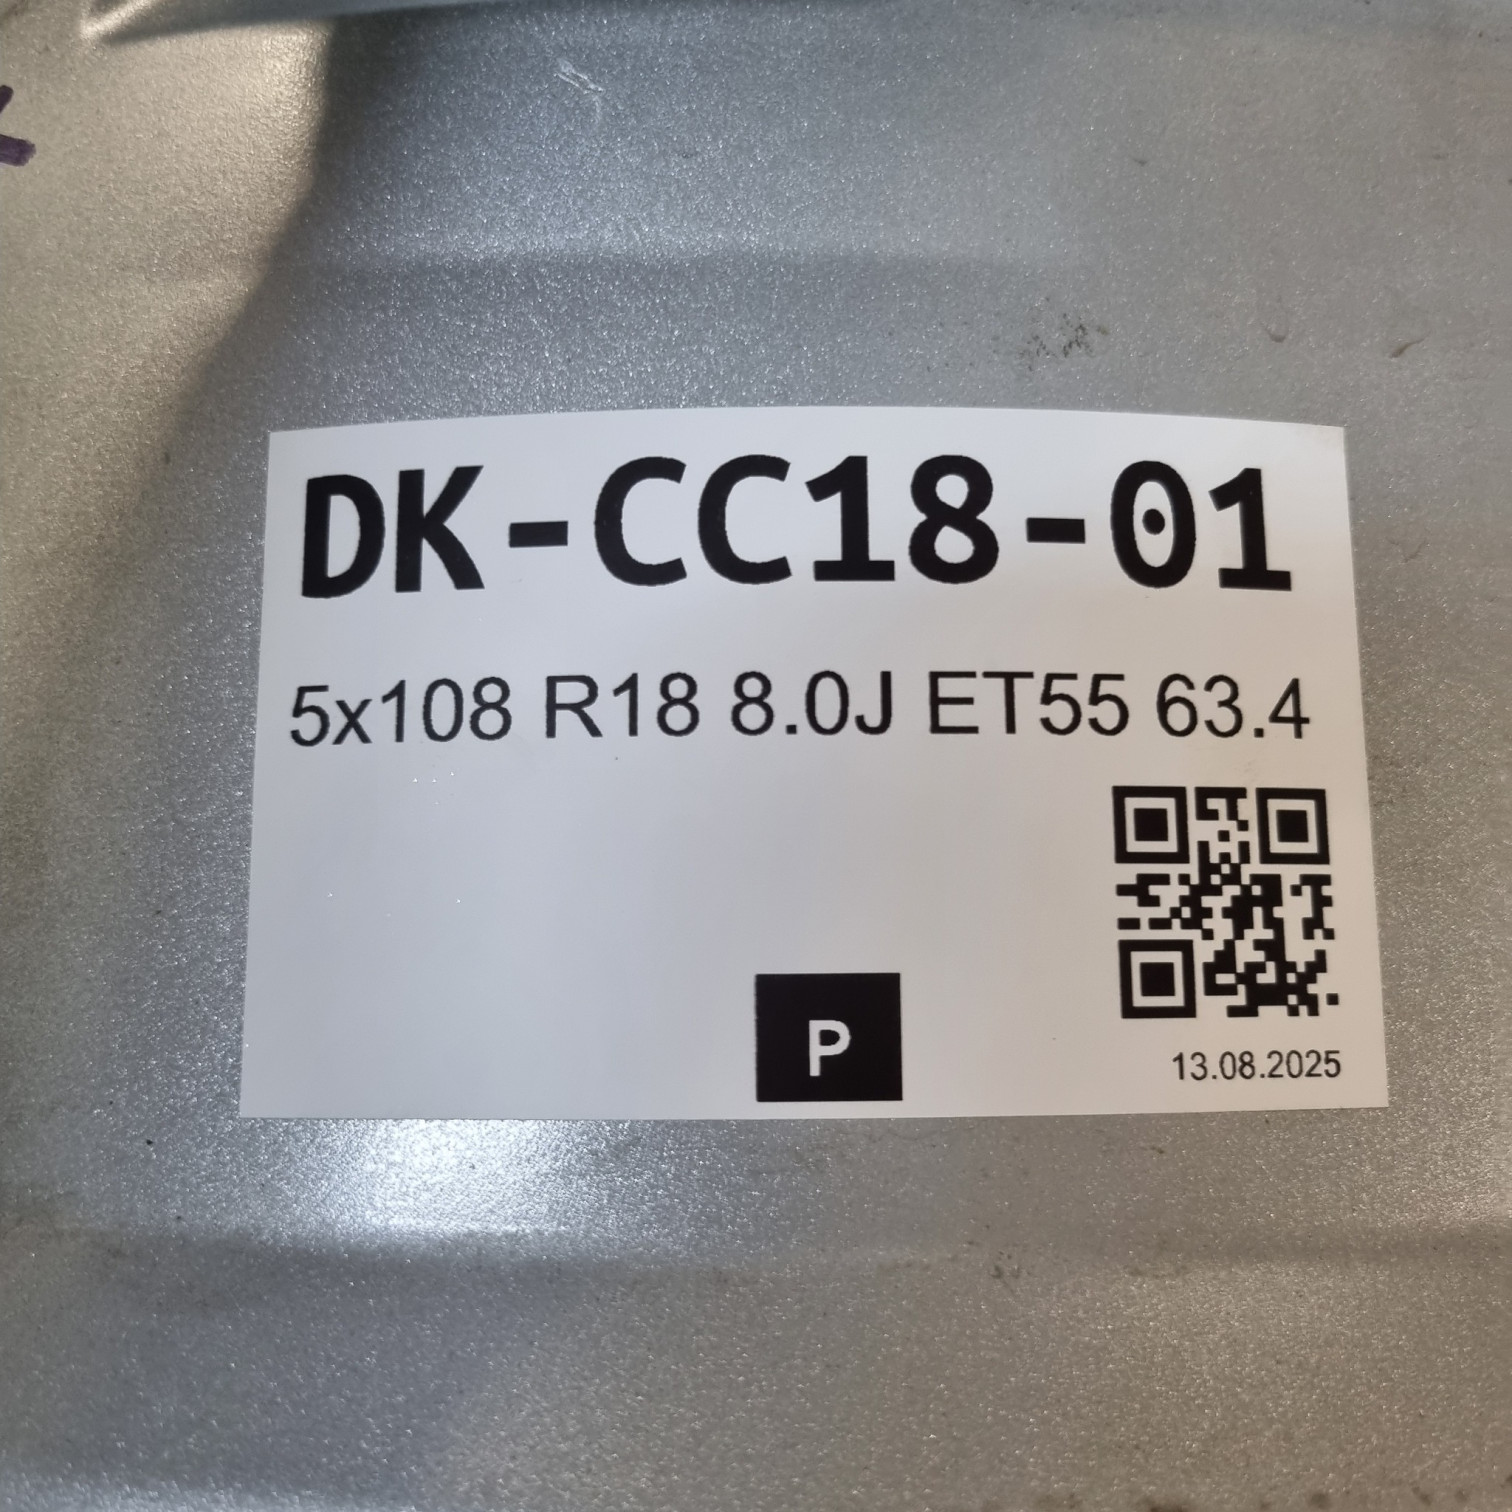 DK-CC18-01
5x108 R18 8.0J ET55 63.4
P
13.08.2025